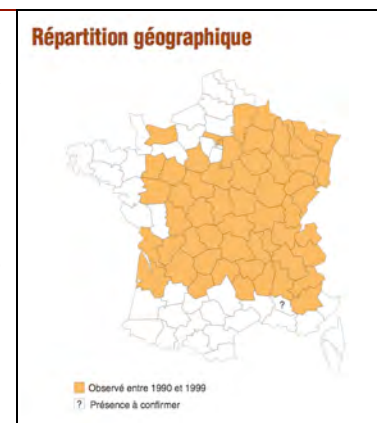 Répartition géographique
?
Observé entre 1990 et 1999
? Présence à confirmer